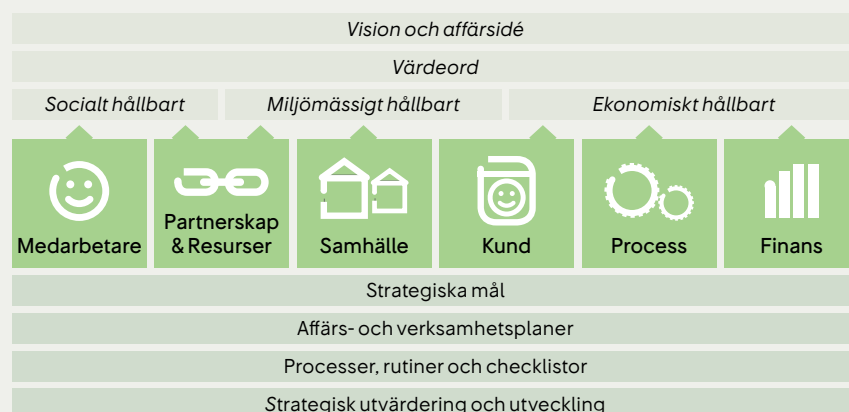 Vision och affärsidé
Värdeord
Socialt hållbart
Miljömässigt hållbart
Ekonomiskt hållbart
Medarbetare
Partnerskap
& Resurser
Samhälle
Kund
Process
Finans
Strategiska mål
Affärs- och verksamhetsplaner
Processer, rutiner och checklistor
Strategisk utvärdering och utveckling